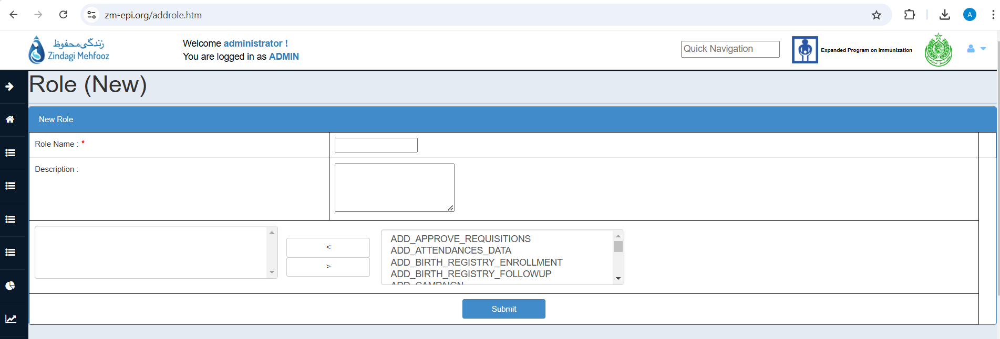 zm-epi.org/addrole.htm
A
زندگی محفوظ
Zindagi Mehfooz
Welcome administrator !
You are logged in as ADMIN
Quick Navigation
Expanded Program on Immunization
Role (New)
New Role
Role Name : *
Description :
<
>
ADD_APPROVE_REQUISITIONS
ADD_ATTENDANCES_DATA
ADD_BIRTH_REGISTRY_ENROLLMENT
ADD_BIRTH_REGISTRY_FOLLOWUP
ADD_CAMPAIGN
Submit